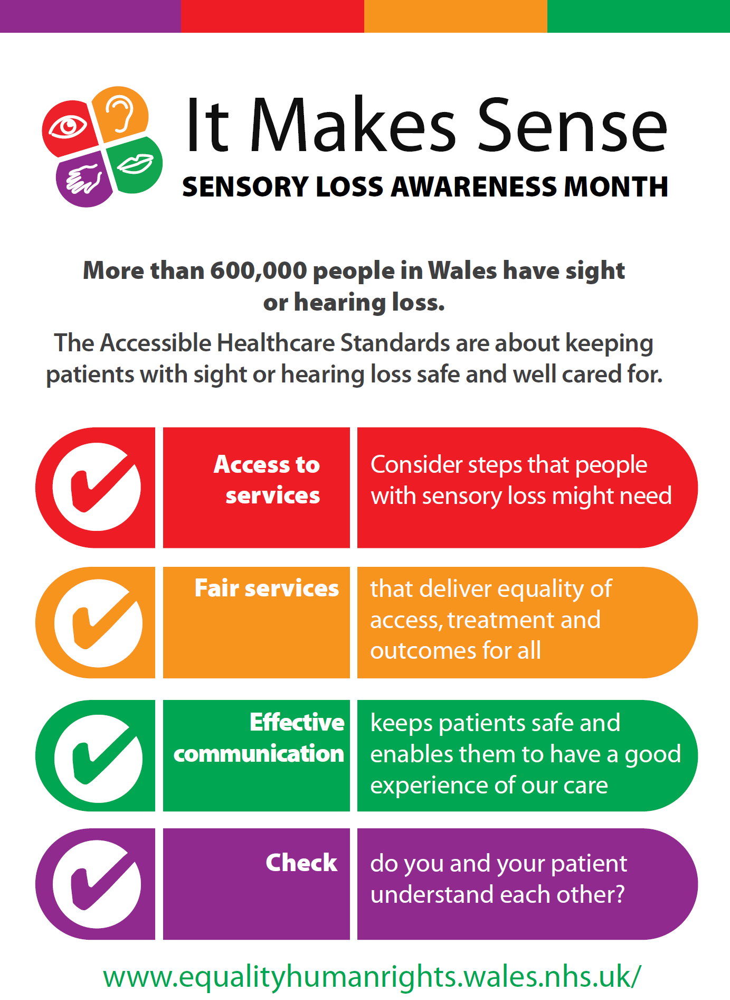 It Makes Sense
SENSORY LOSS AWARENESS MONTH
More than 600,000 people in Wales have sight
or hearing loss.
The Accessible Healthcare Standards are about keeping
patients with sight or hearing loss safe and well cared for.
Access to
services
Consider steps that people
with sensory loss might need
Fair services
that deliver equality of
access, treatment and
outcomes for all
Effective
communication
keeps patients safe and
enables them to have a good
experience of our care
Check
do you and your patient
understand each other?
www.equalityhumanrights.wales.nhs.uk/